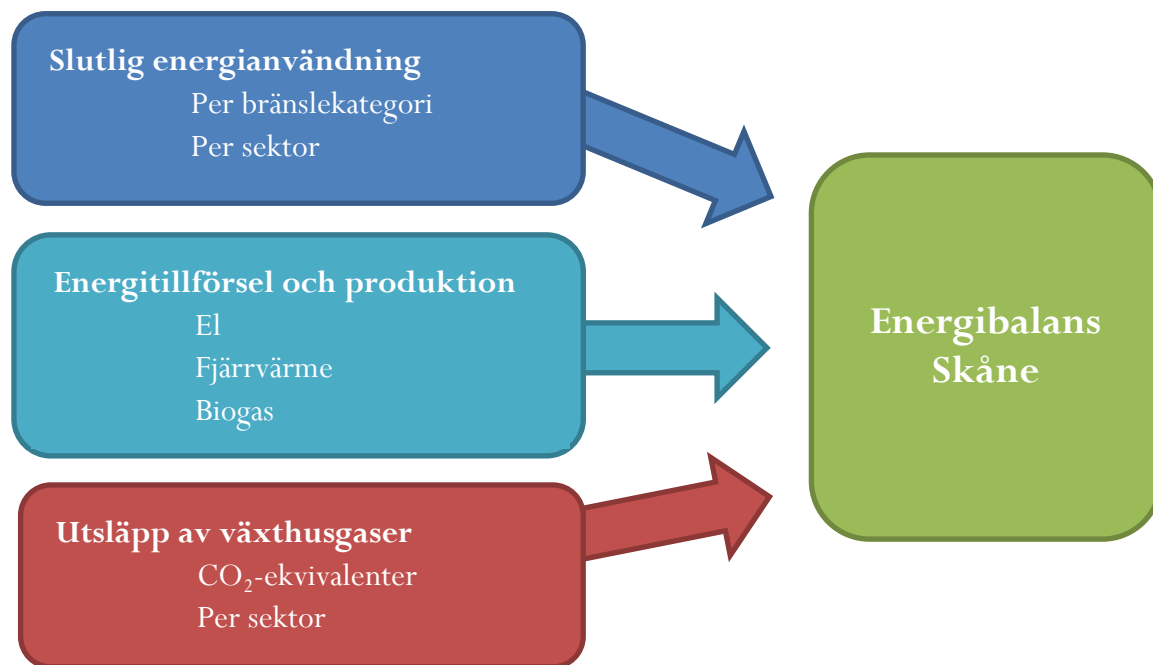 Slutlig energianvändning
Per bränslekategori
Per sektor
Energitillförsel och produktion
El
Fjärrvärme
Biogas
Utsläpp av växthusgaser
CO₂-ekvivalenter
Per sektor
Energibalans
Skåne